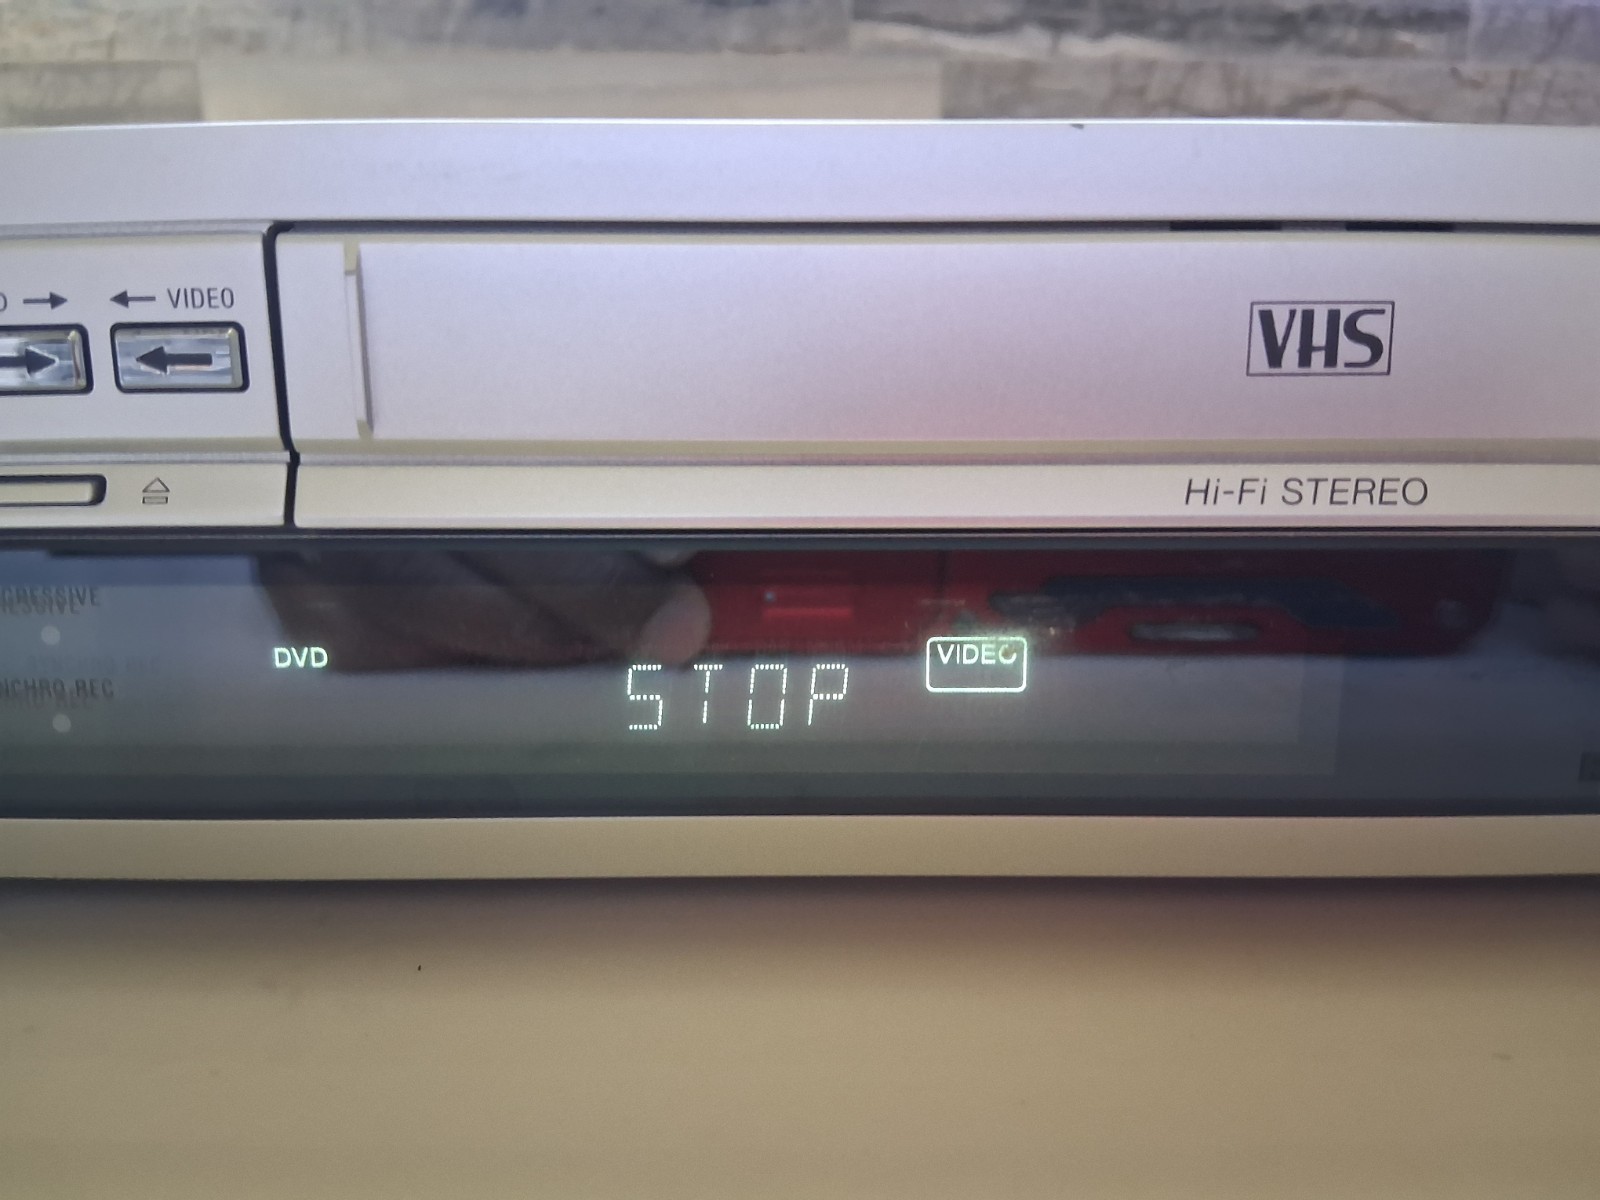 ← VIDEO
VHS
Hi-Fi STEREO
DVD
STOP
VIDEO